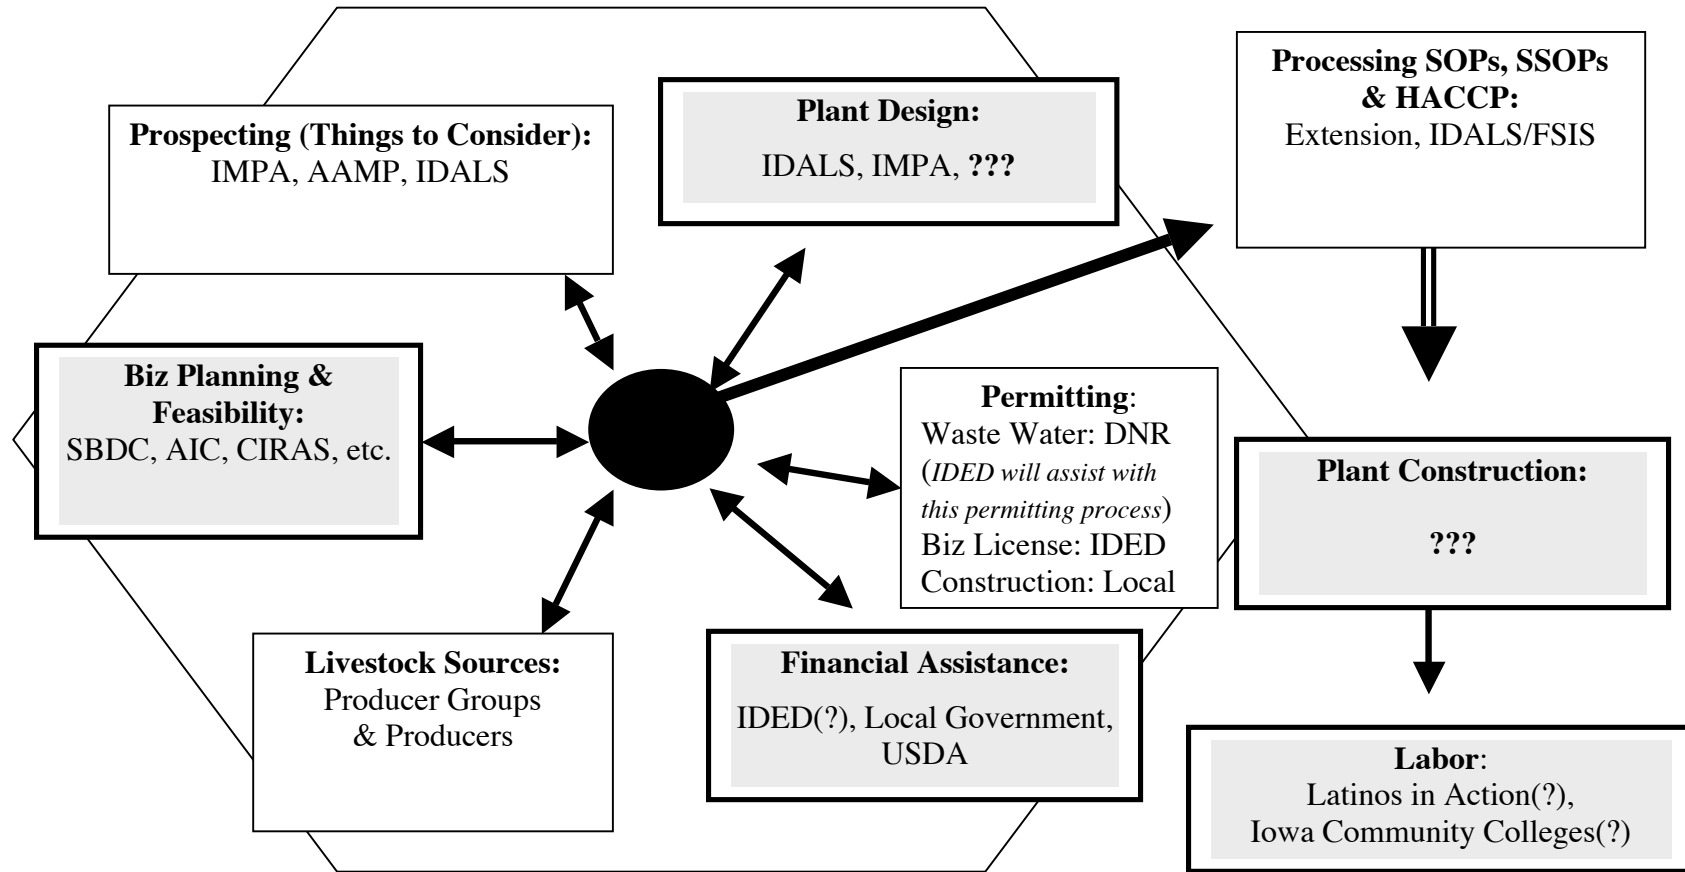 Prospecting (Things to Consider):
IMPA, AAMP, IDALS
Plant Design:
IDALS, IMPA, ???
Processing SOPs, SSOPs
& HACCP:
Extension, IDALS/FSIS
Biz Planning &
Feasibility:
SBDC, AIC, CIRAS, etc.
Permitting:
Waste Water: DNR
(IDED will assist with
this permitting process)
Biz License: IDED
Construction: Local
Plant Construction:
???
Livestock Sources:
Producer Groups
& Producers
Financial Assistance:
IDED(?), Local Government,
USDA
Labor:
Latinos in Action(?),
Iowa Community Colleges(?)